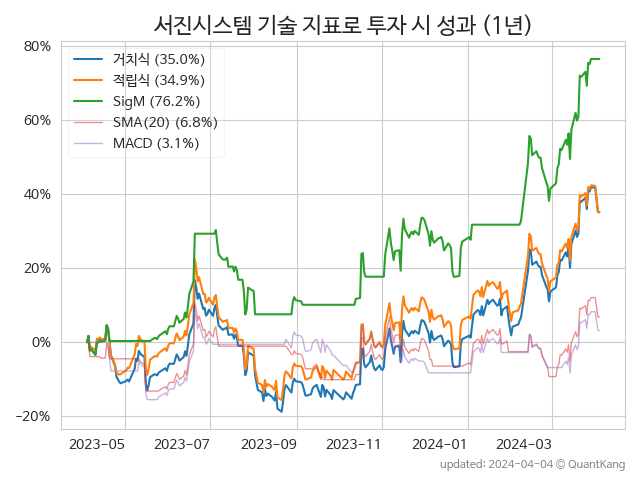 서진시스템 기술 지표로 투자 시 성과 (1년)
80%
60%
40%
20%
0%
−20%
거치식 (35.0%)
적립식 (34.9%)
SigM (76.2%)
SMA(20) (6.8%)
MACD (3.1%)
2023-05 2023-07 2023-09 2023-11 2024-01 2024-03
updated: 2024-04-04 © QuantKang